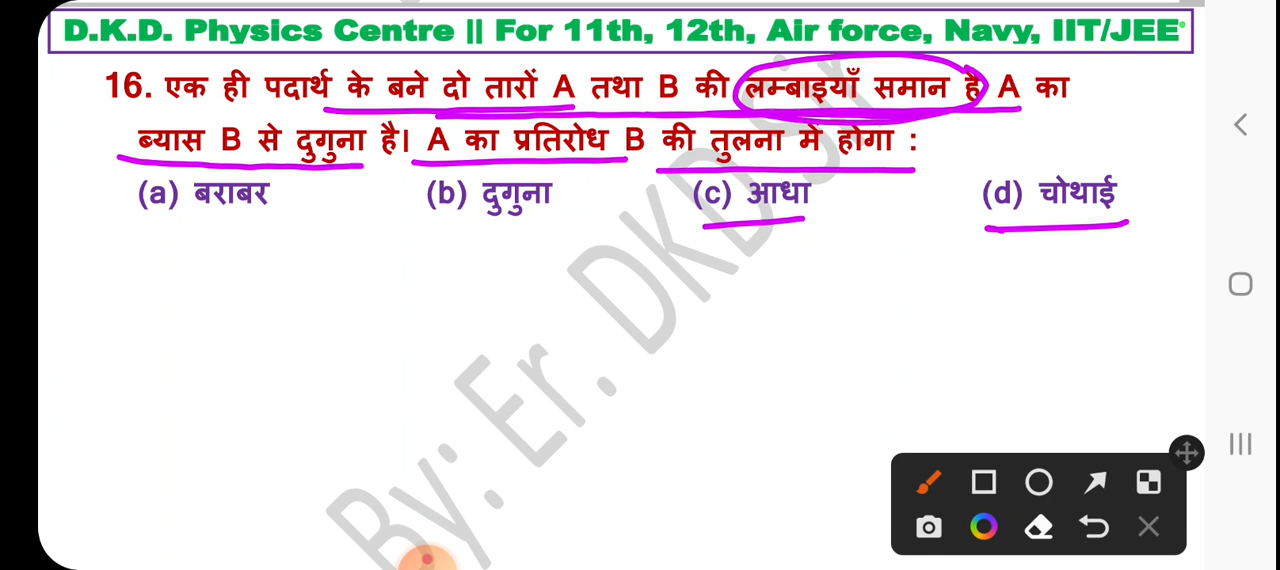 D.K.D. Physics Centre || For 11th, 12th, Air force, Navy, IIT/JEE
16. एक ही पदार्थ के बने दो तारों A तथा B की लम्बाइयाँ समान है A का
ब्यास B से दुगुना है। A का प्रतिरोध B की तुलना में होगा :
(a) बराबर (b) दुगुना (c) आधा (d) चोथाई
By: Er. DKD Sir